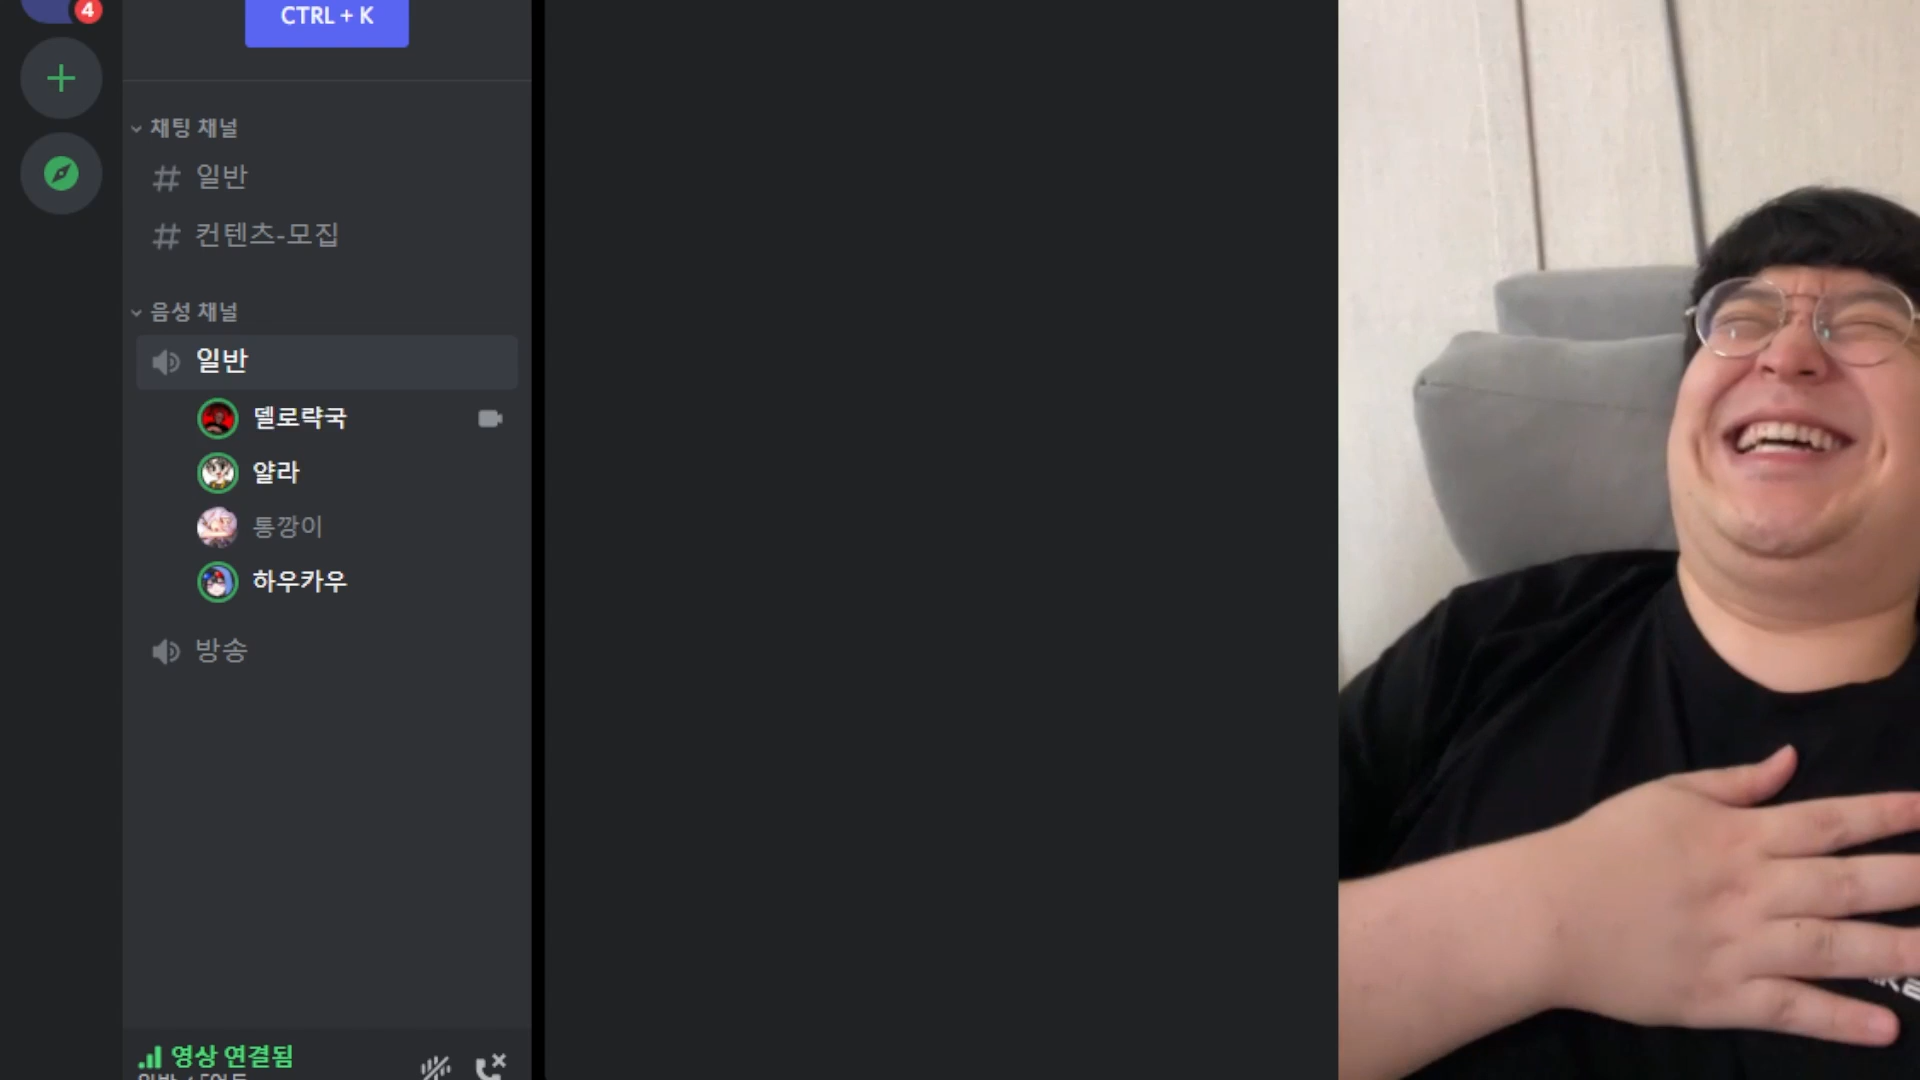 4
CTRL + K
채팅 채널
일반
컨텐츠-모집
음성 채널
일반
델로략국
얄라
통깡이
하우카우
방송
영상 연결됨